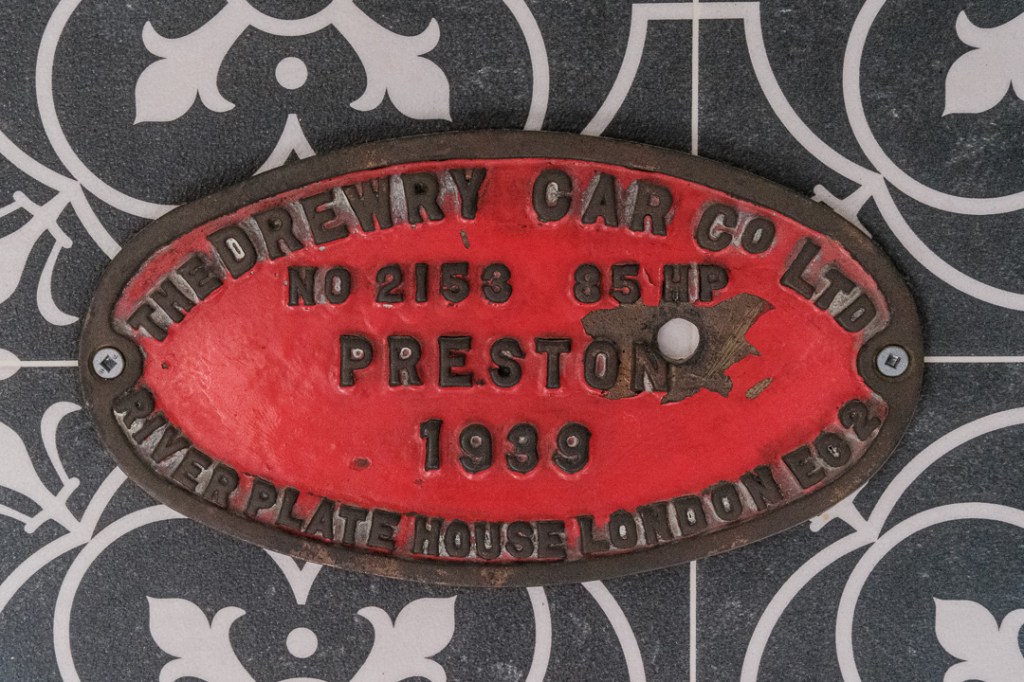 THE DREWRY CAR CO LTD
NO 2153 85 HP
PRESTON
1939
RIVER PLATE HOUSE LONDON EC2